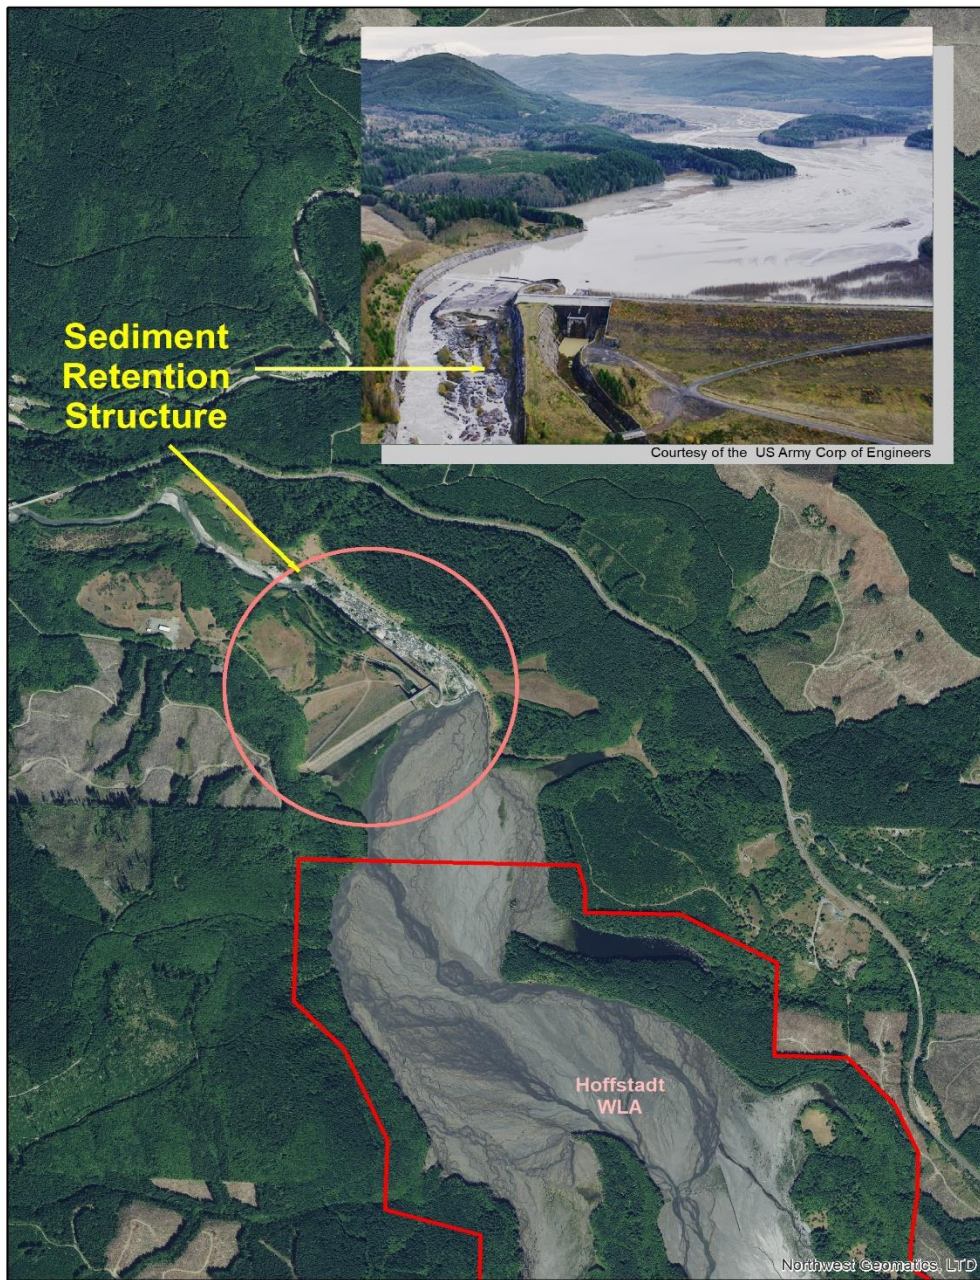 Sediment
Retention
Structure
Courtesy of the US Army Corp of Engineers
Hoffstadt
WLA
Northwest Geomatics, LTD